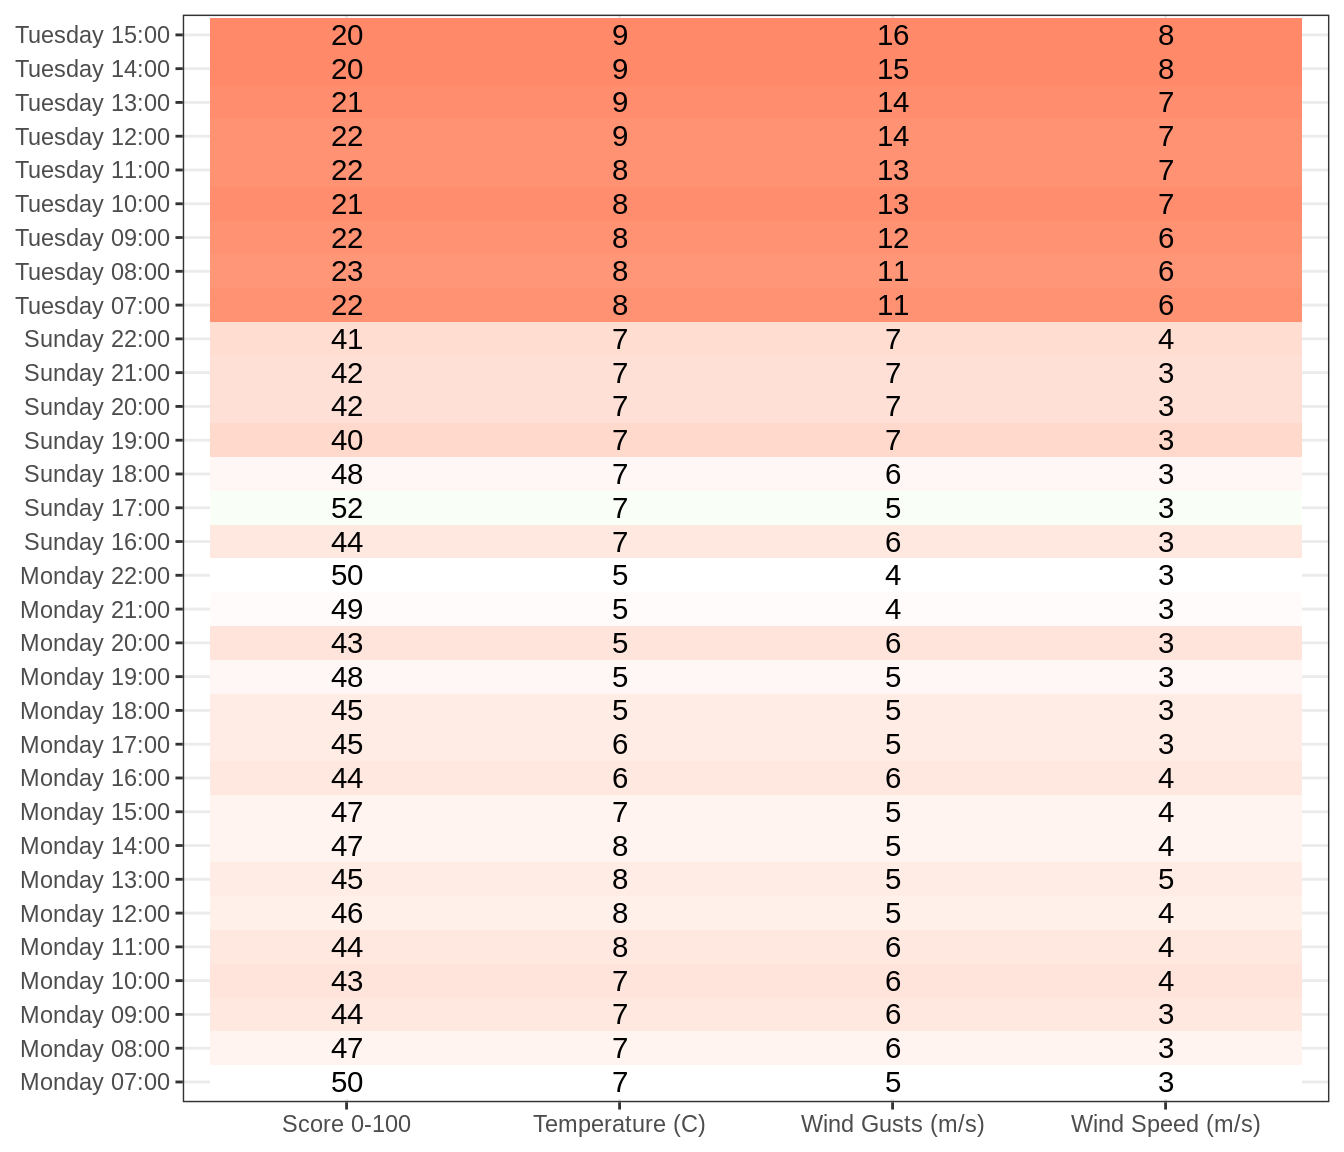 Tuesday 15:00 20 9 16 8
Tuesday 14:00 20 9 15 8
Tuesday 13:00 21 9 14 7
Tuesday 12:00 22 9 14 7
Tuesday 11:00 22 8 13 7
Tuesday 10:00 21 8 13 7
Tuesday 09:00 22 8 12 6
Tuesday 08:00 23 8 11 6
Tuesday 07:00 22 8 11 6
Sunday 22:00 41 7 7 4
Sunday 21:00 42 7 7 3
Sunday 20:00 42 7 7 3
Sunday 19:00 40 7 7 3
Sunday 18:00 48 7 6 3
Sunday 17:00 52 7 5 3
Sunday 16:00 44 7 6 3
Monday 22:00 50 5 4 3
Monday 21:00 49 5 4 3
Monday 20:00 43 5 6 3
Monday 19:00 48 5 5 3
Monday 18:00 45 5 5 3
Monday 17:00 45 6 5 3
Monday 16:00 44 6 6 4
Monday 15:00 47 7 5 4
Monday 14:00 47 8 5 4
Monday 13:00 45 8 5 5
Monday 12:00 46 8 5 4
Monday 11:00 44 8 6 4
Monday 10:00 43 7 6 4
Monday 09:00 44 7 6 3
Monday 08:00 47 7 6 3
Monday 07:00 50 7 5 3
Score 0-100 Temperature (C) Wind Gusts (m/s) Wind Speed (m/s)